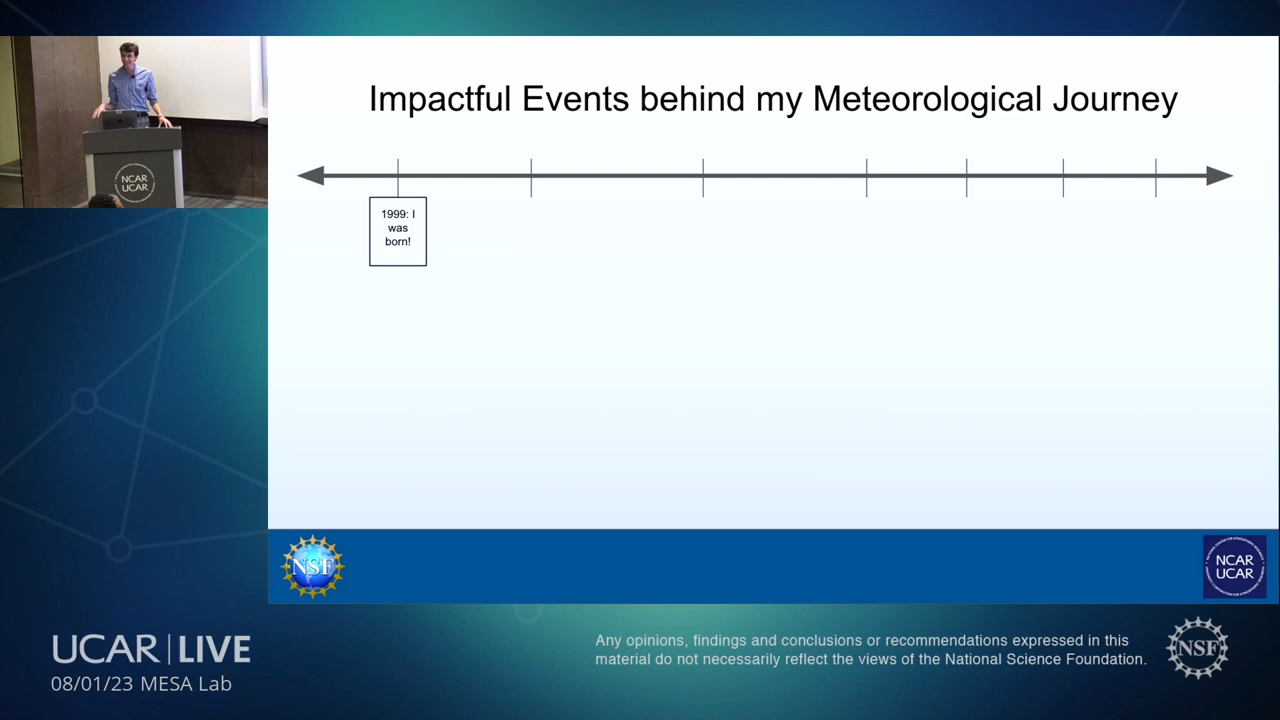 Impactful Events behind my Meteorological Journey
NCAR
UCAR
1999: I
was
born!
NSF
NCAR
UCAR
UCAR | LIVE
08/01/23 MESA Lab
Any opinions, findings and conclusions or recommendations expressed in this
material do not necessarily reflect the views of the National Science Foundation.
NSF